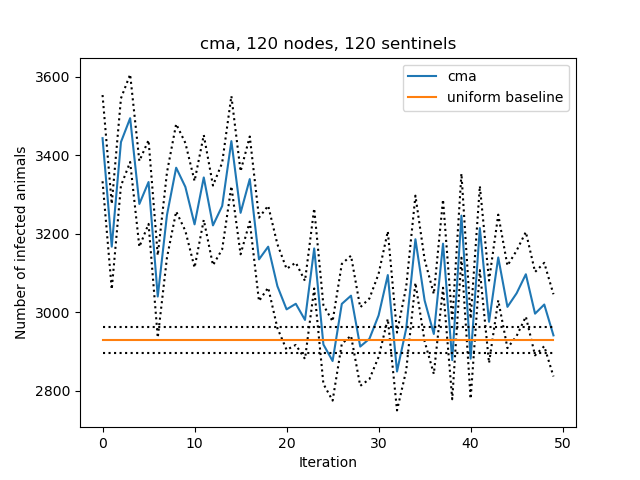 cma, 120 nodes, 120 sentinels
cma
uniform baseline
Number of infected animals
3600
3400
3200
3000
2800
0 10 20 30 40 50
Iteration